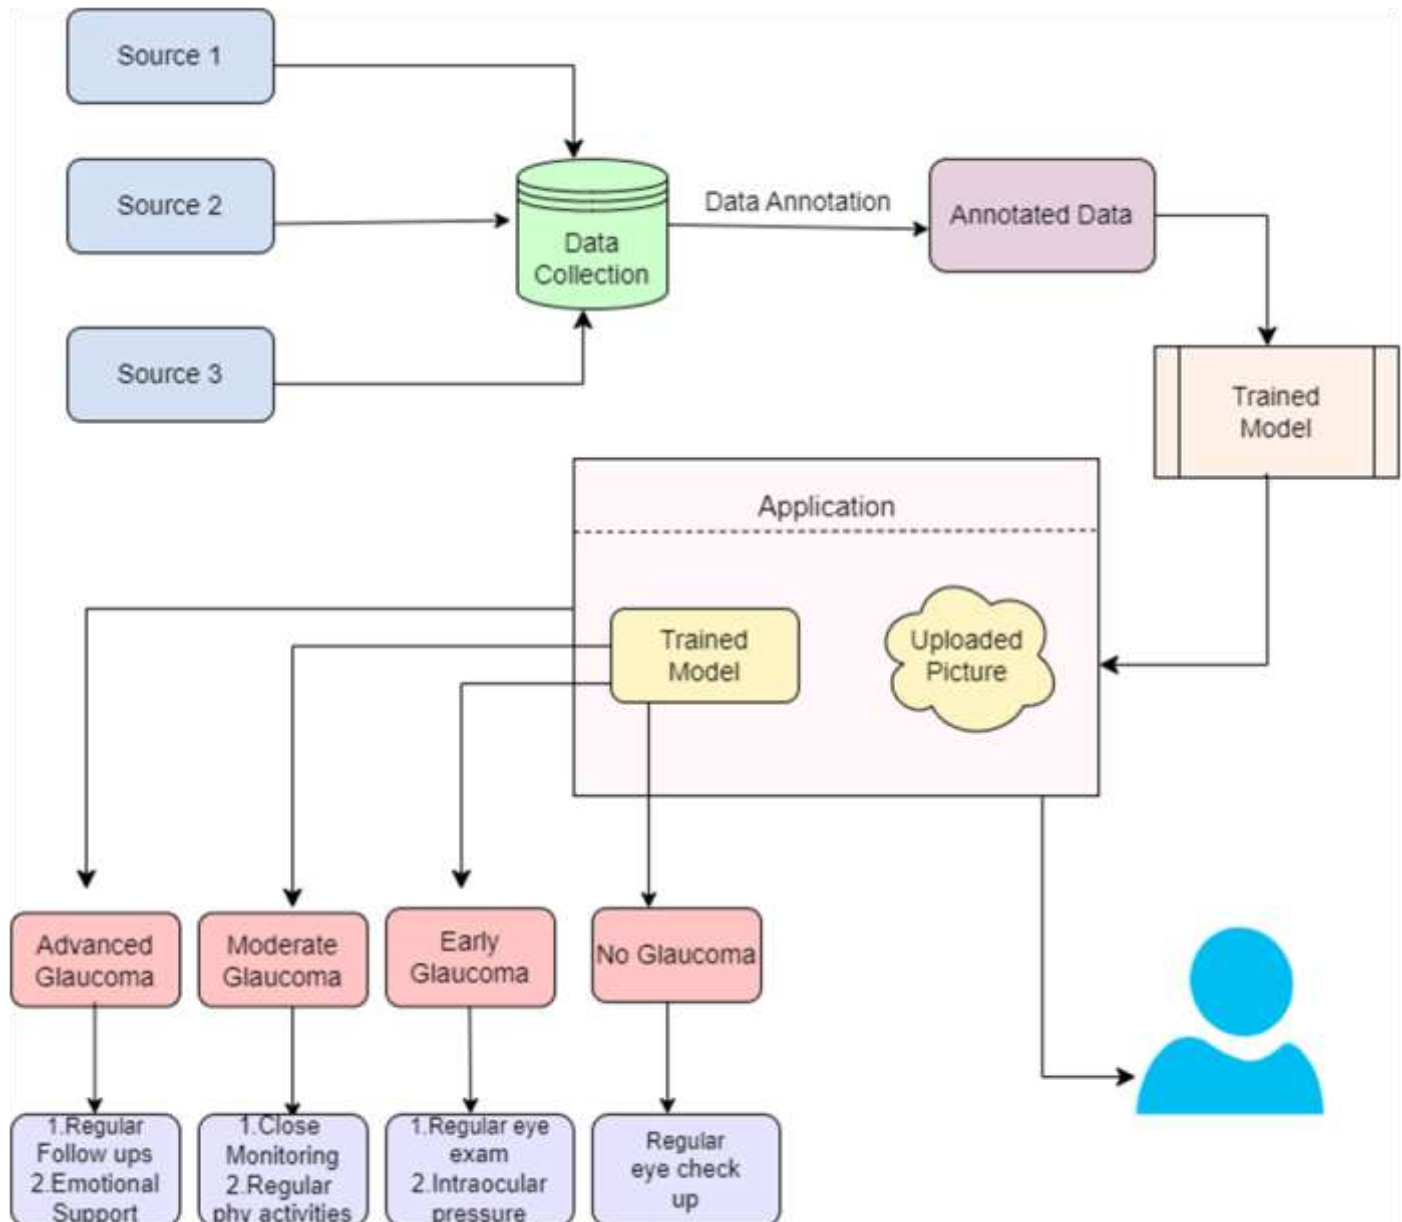 Source 1
Source 2
Source 3
Data
Collection
Data Annotation
Annotated Data
Trained
Model
Application
Trained
Model
Uploaded
Picture
Advanced
Glaucoma
Moderate
Glaucoma
Early
Glaucoma
No Glaucoma
1.Regular
Follow ups
2.Emotional
Support
1.Close
Monitoring
2.Regular
phy activities
1.Regular eye
exam
2.Intraocular
pressure
Regular
eye check
up